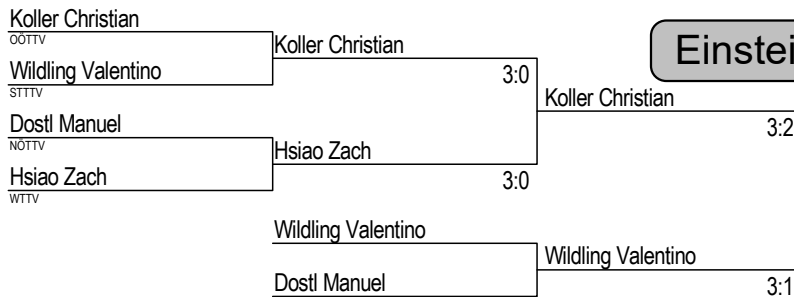 Koller Christian
OÖTTV
Koller Christian
3:0
Wildling Valentino
STTTV
Einstei
Koller Christian
3:2
Dostl Manuel
NÖTTV
Hsiao Zach
3:0
Hsiao Zach
WTTV
Wildling Valentino
Wildling Valentino
3:1
Dostl Manuel